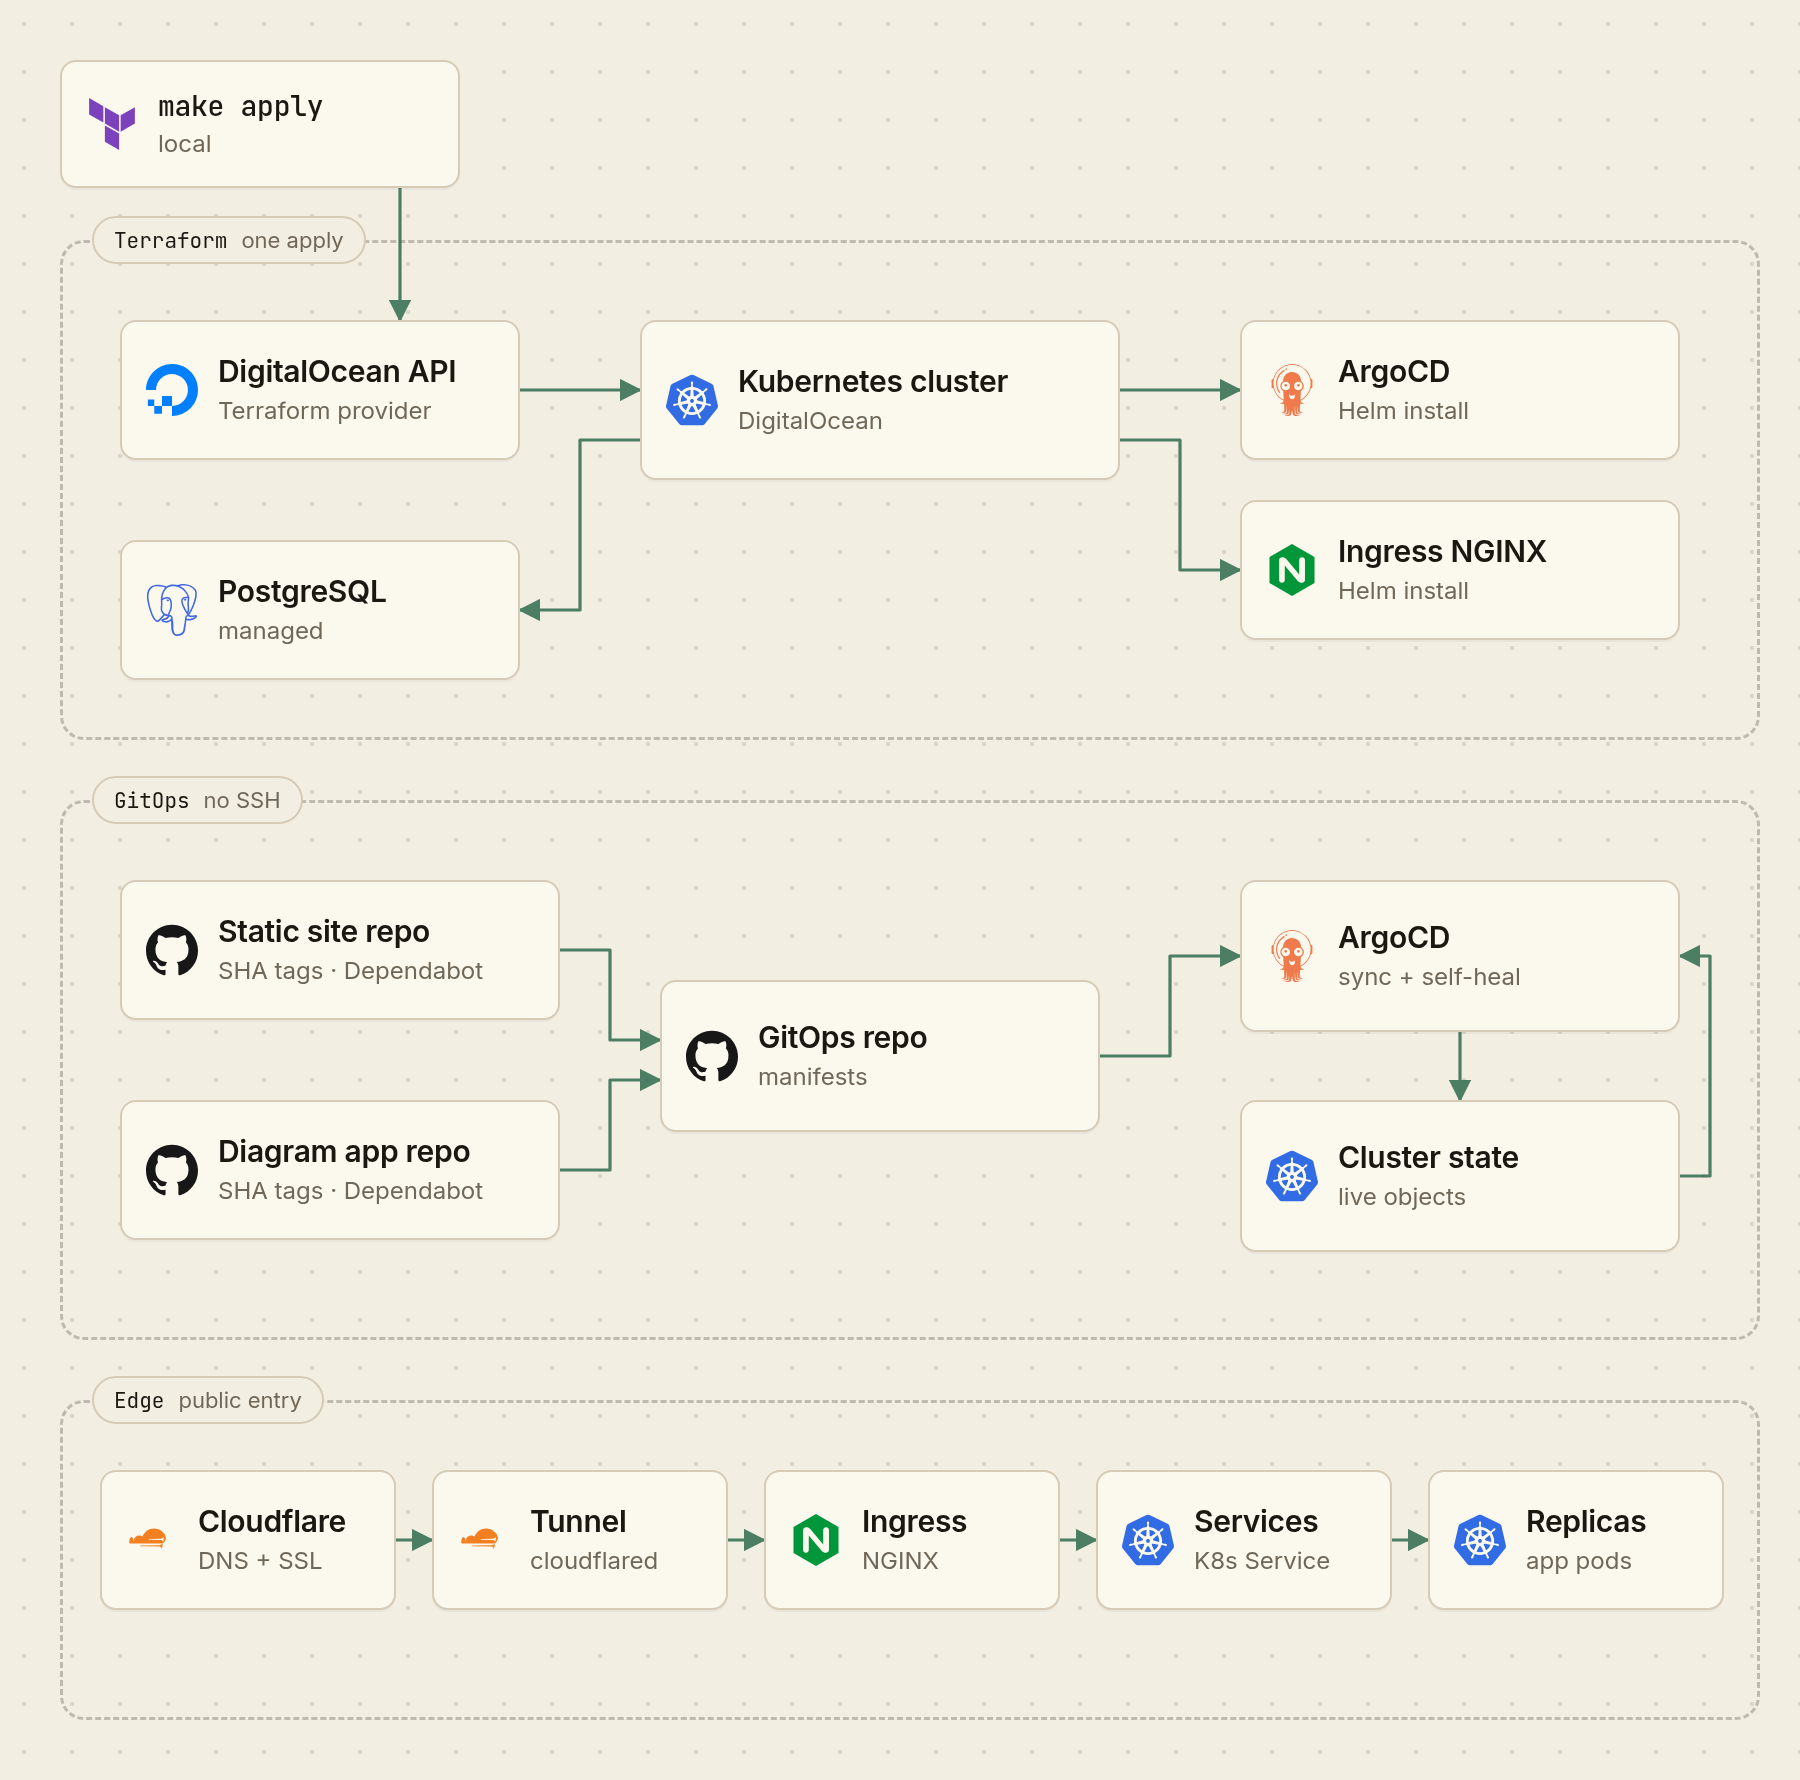 make apply
local
Terraform one apply
DigitalOcean API
Terraform provider
Kubernetes cluster
DigitalOcean
ArgoCD
Helm install
PostgreSQL
managed
Ingress NGINX
Helm install
GitOps no SSH
Static site repo
SHA tags · Dependabot
GitOps repo
manifests
ArgoCD
sync + self-heal
Diagram app repo
SHA tags · Dependabot
Cluster state
live objects
Edge public entry
Cloudflare
DNS + SSL
Tunnel
cloudflared
Ingress
NGINX
Services
K8s Service
Replicas
app pods